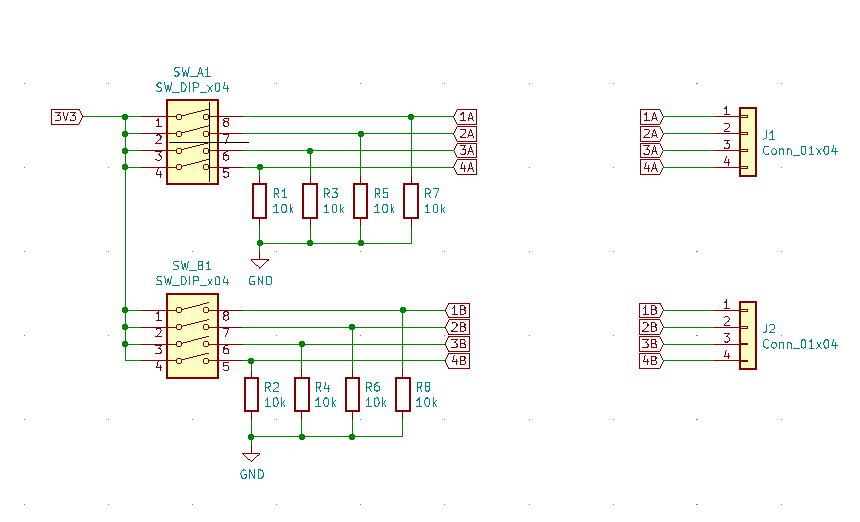 SW_A1
SW_DIP_x04
3V3
1 8 1A
2 7 2A
3 6 3A
4 5 4A
R1 R3 R5 R7
10k 10k 10k 10k
GND
1A 1
2A 2
3A 3
4A 4
J1
Conn_01x04
SW_B1
SW_DIP_x04
1 8 1B
2 7 2B
3 6 3B
4 5 4B
R2 R4 R6 R8
10k 10k 10k 10k
GND
1B 1
2B 2
3B 3
4B 4
J2
Conn_01x04